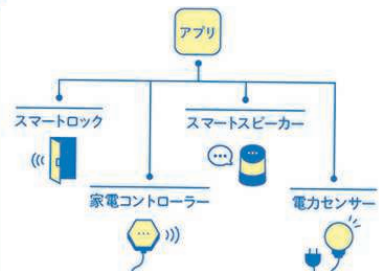 アプリ
スマートロック
スマートスピーカー
家電コントローラー
電力センサー